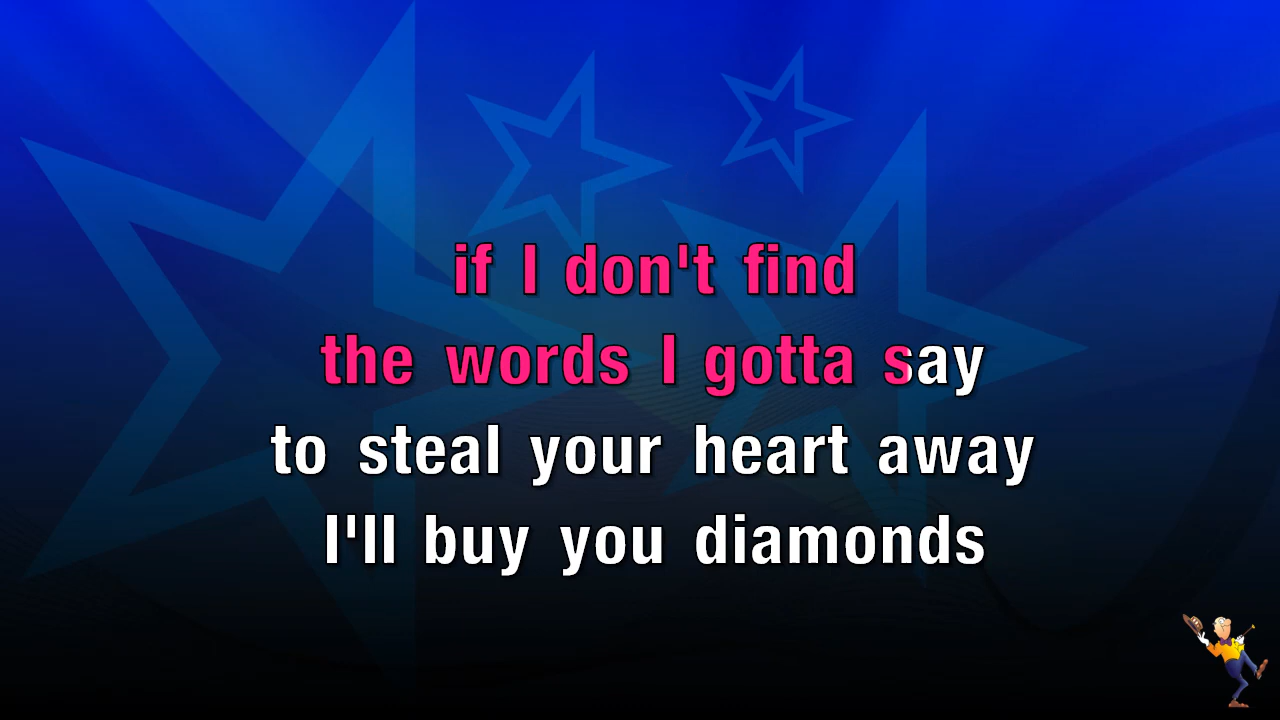 if I don't find
the words I gotta say
to steal your heart away
I'll buy you diamonds